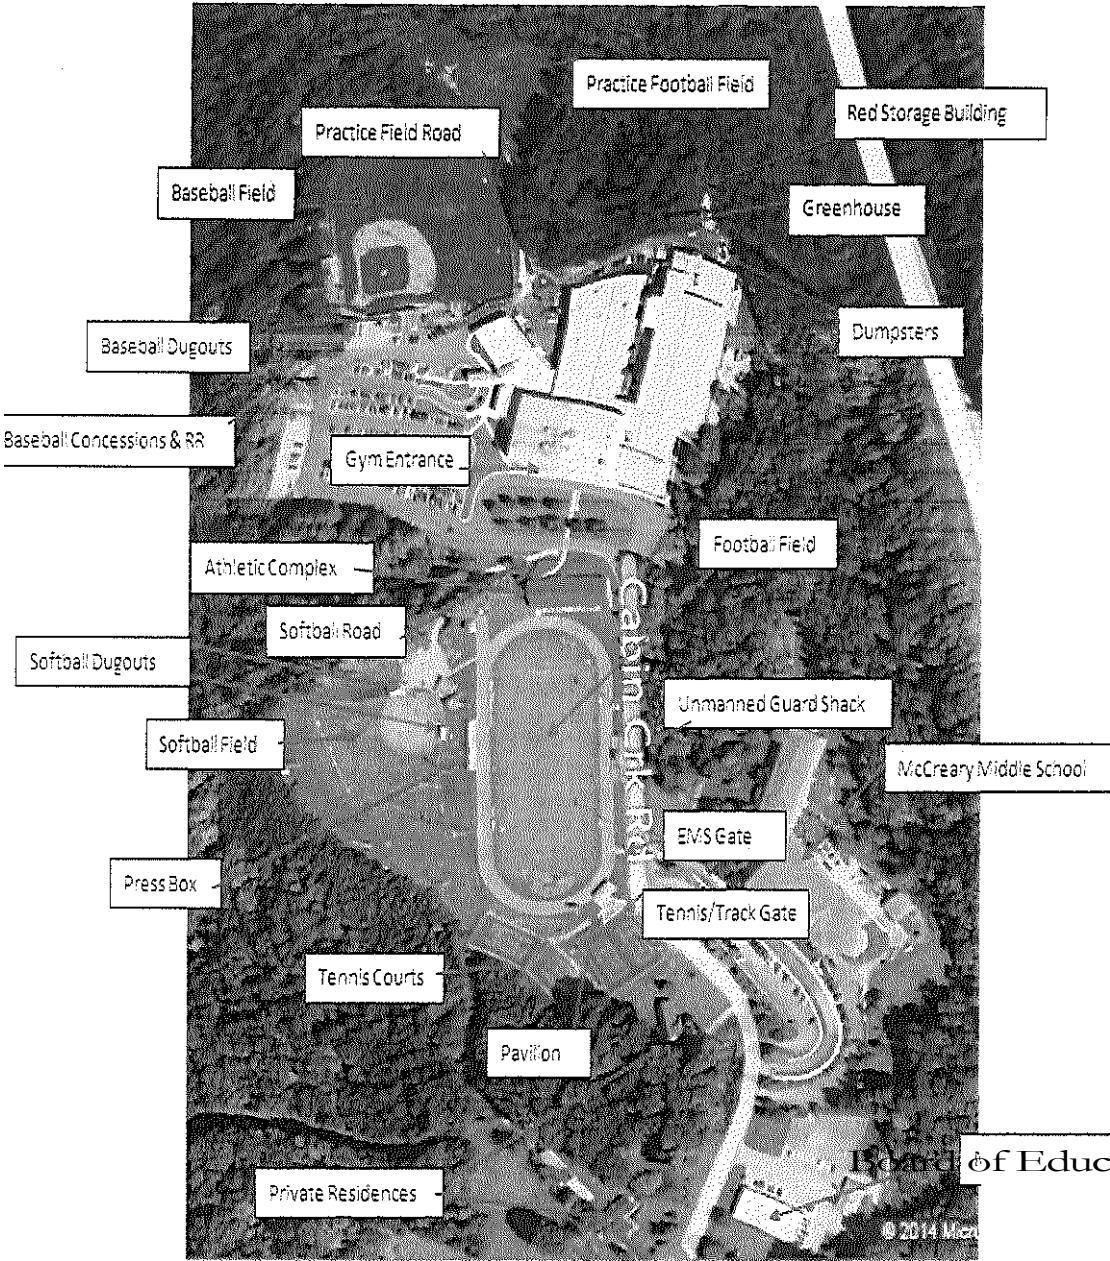 Practice Football Field
Red Storage Building
Practice Field Road
Baseball Field
Greenhouse
Baseball Dugouts
Dumpsters
Baseball Concessions & RR
Gym Entrance
Football Field
Athletic Complex
Cabin Crk Rd
Softball Road
Softball Dugouts
Unmanned Guard Shack
Softball Field
McCreary Middle School
EMS Gate
Press Box
Tennis/Track Gate
Tennis Courts
Pavilion
Board of Educ
Private Residences
© 2014 Micro